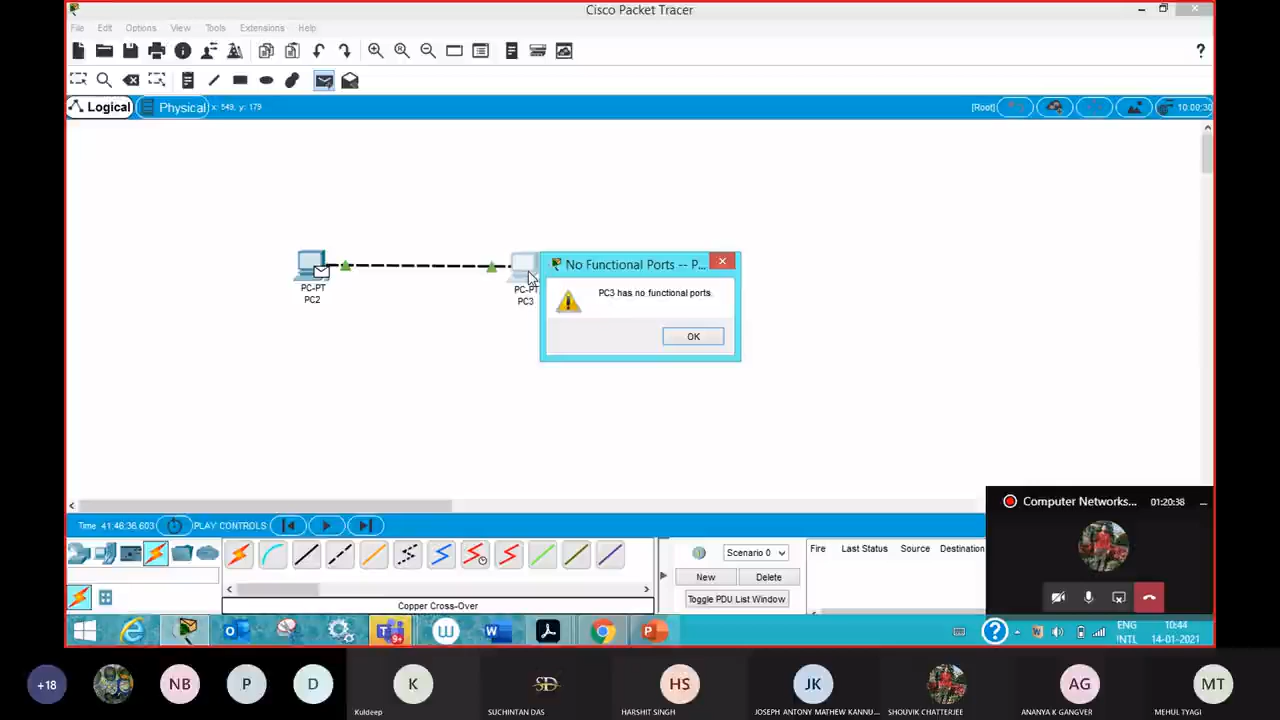 Cisco Packet Tracer
File Edit Options View Tools Extensions Help
?
Logical Physical x: 549, y: 179 [Root] 10:00:30
No Functional Ports -- P...
PC3 has no functional ports.
OK
PC-PT
PC2
PC-PT
PC3
Computer Networks... 01:20:38
Time: 41:46:36.603 PLAY CONTROLS
Scenario 0
New Delete
Toggle PDU List Window
Fire Last Status Source Destination
Copper Cross-Over
9+
ENG
INTL
10:44
14-01-2021
+18 NB P D K SD HS JK AG MT
Kuldeep SUCHINTAN DAS HARSHIT SINGH JOSEPH ANTONY MATHEW KANNU... SHOUVIK CHATTERJEE ANANYA K GANGVER MEHUL TYAGI